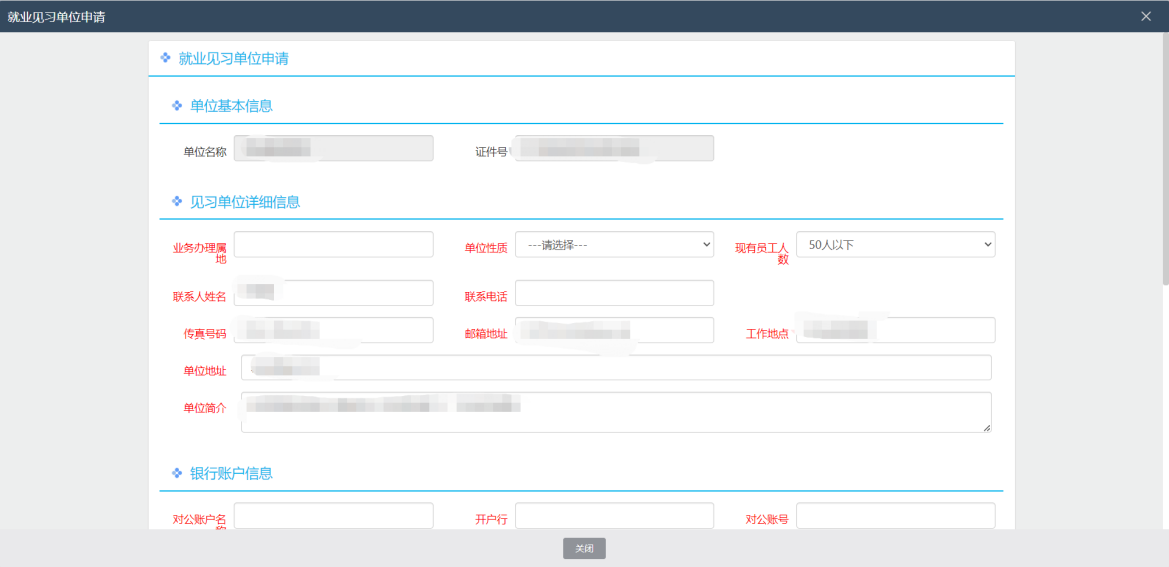 就业见习单位申请
就业见习单位申请
单位基本信息
单位名称 证件号
见习单位详细信息
业务办理属地 单位性质 ---请选择--- 现有员工人数 50人以下
联系人姓名 联系电话
传真号码 邮箱地址 工作地点
单位地址
单位简介
银行账户信息
对公账户名称 开户行 对公账号
关闭